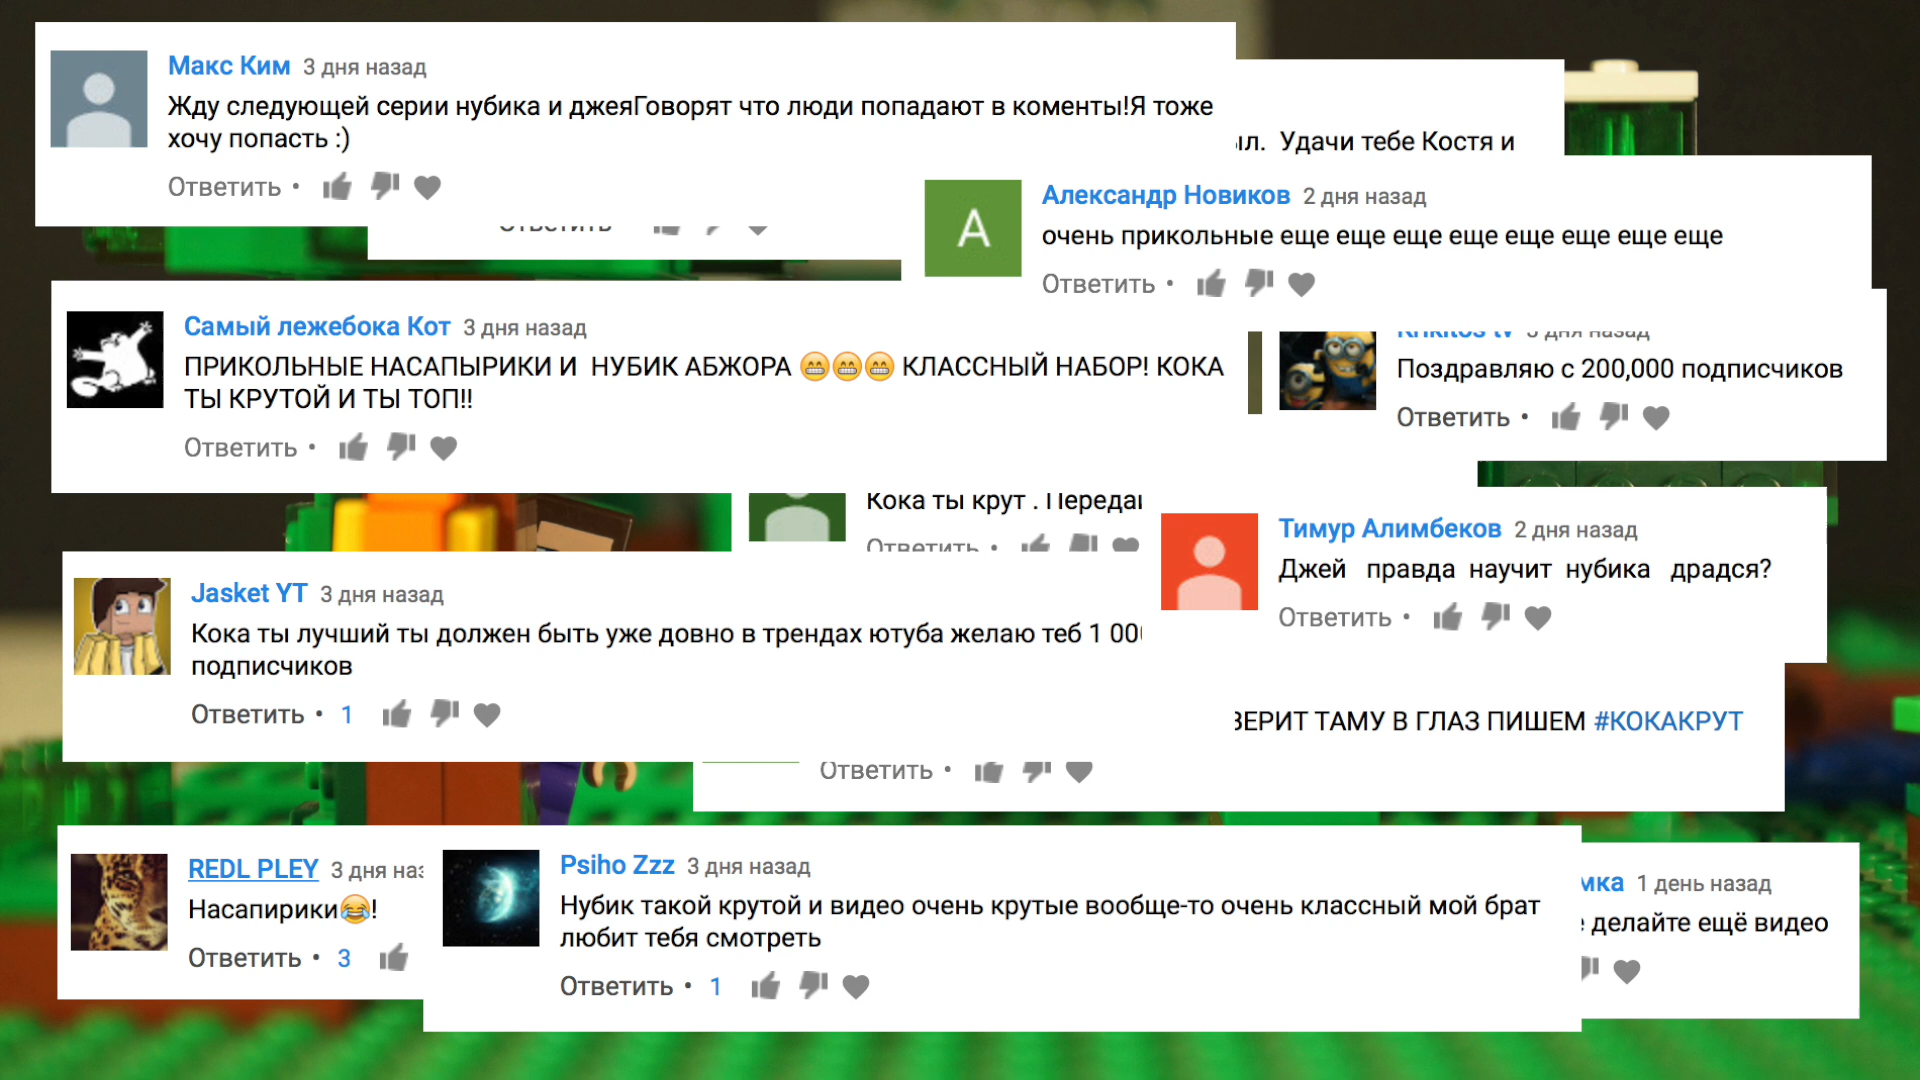 Макс Ким 3 дня назад
Жду следующей серии нубика и джеяГоворят что люди попадают в коменты!Я тоже
хочу попасть :)
Ответить •
Удачи тебе Костя и
Александр Новиков 2 дня назад
очень прикольные еще еще еще еще еще еще еще еще
Ответить •
Самый лежебока Кот 3 дня назад
ПРИКОЛЬНЫЕ НАСАПЫРИКИ И НУБИК АБЖОРА 😁😁😁 КЛАССНЫЙ НАБОР! КОКА
ТЫ КРУТОЙ И ТЫ ТОП!!
Ответить •
3 дня назад
Поздравляю с 200,000 подписчиков
Ответить •
Кока ты крут .
Ответить •
Тимур Алимбеков 2 дня назад
Джей правда научит нубика драдся?
Ответить •
Jasket YT 3 дня назад
Кока ты лучший ты должен быть уже довно в трендах ютуба желаю теб 1
подписчиков
Ответить • 1
ТАМУ В ГЛАЗ ПИШЕМ #КОКАКРУТ
Ответить •
REDL PLEY 3 дня
Насапирики😂!
Ответить • 3
Psiho Zzz 3 дня назад
Нубик такой крутой и видео очень крутые вообще-то очень классный мой брат
любит тебя смотреть
Ответить • 1
1 день назад
делайте ещё видео